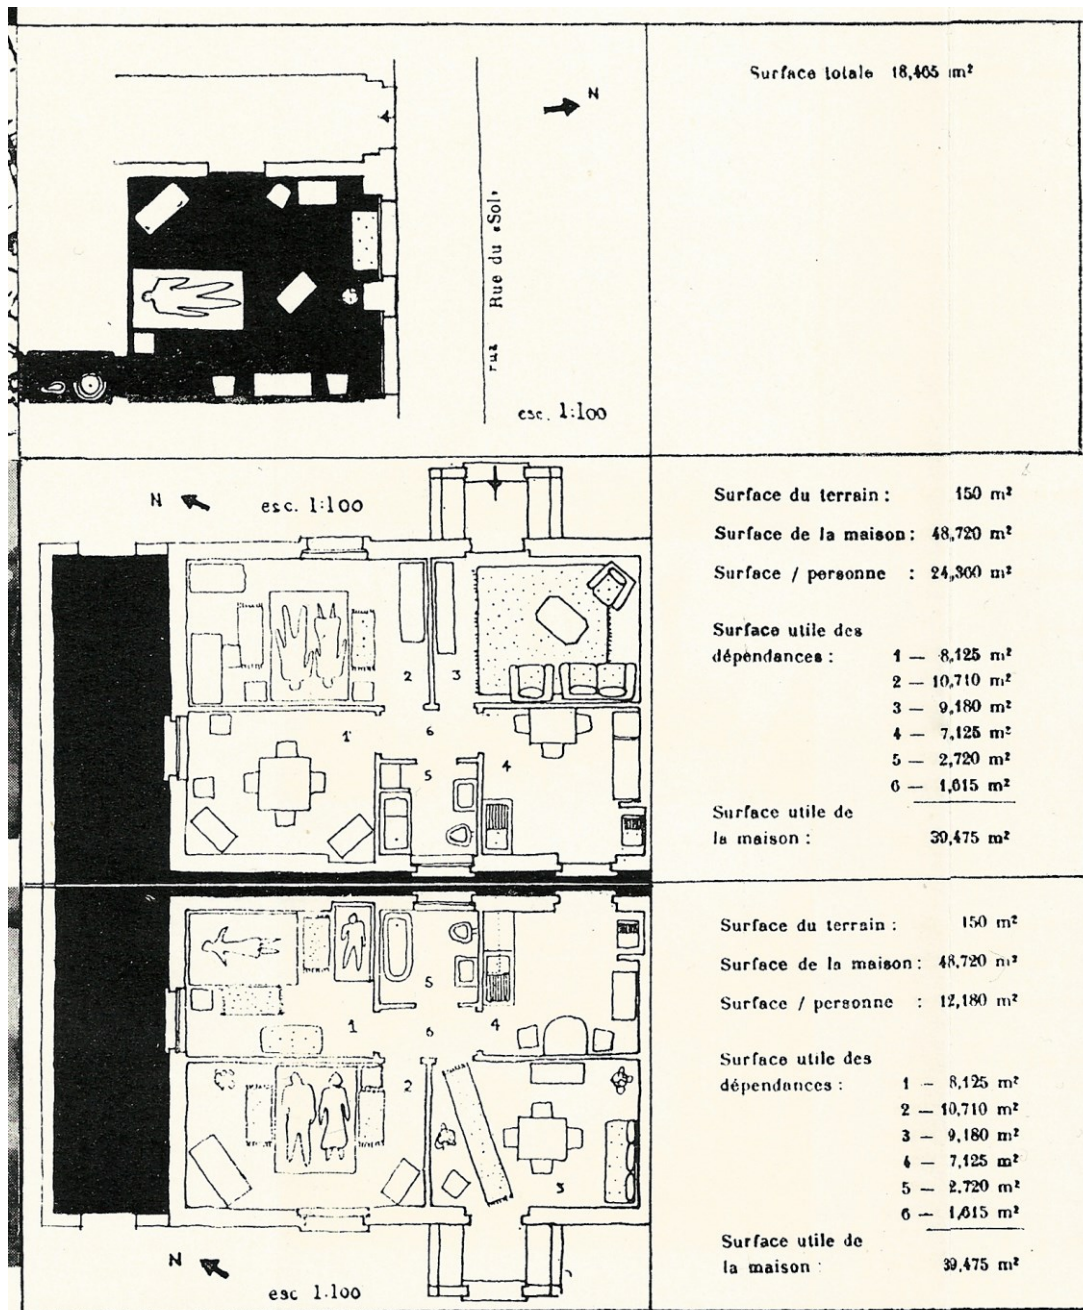 Surface totale 18,465 m²
N
rua Rue du «Sol»
esc. 1:100
N
esc. 1:100
2
3
1
6
5
4
Surface du terrain : 150 m²
Surface de la maison : 48,720 m²
Surface / personne : 24,360 m²
Surface utile des
dépendances : 1 — 8,125 m²
2 — 10,710 m²
3 — 9,180 m²
4 — 7,125 m²
5 — 2,720 m²
6 — 1,615 m²
Surface utile de
la maison : 39,475 m²
5
1
6
4
2
3
N
esc 1:100
Surface du terrain : 150 m²
Surface de la maison : 48,720 m²
Surface / personne : 12,180 m²
Surface utile des
dépendances : 1 — 8,125 m²
2 — 10,710 m²
3 — 9,180 m²
4 — 7,125 m²
5 — 2,720 m²
6 — 1,615 m²
Surface utile de
la maison : 39,475 m²